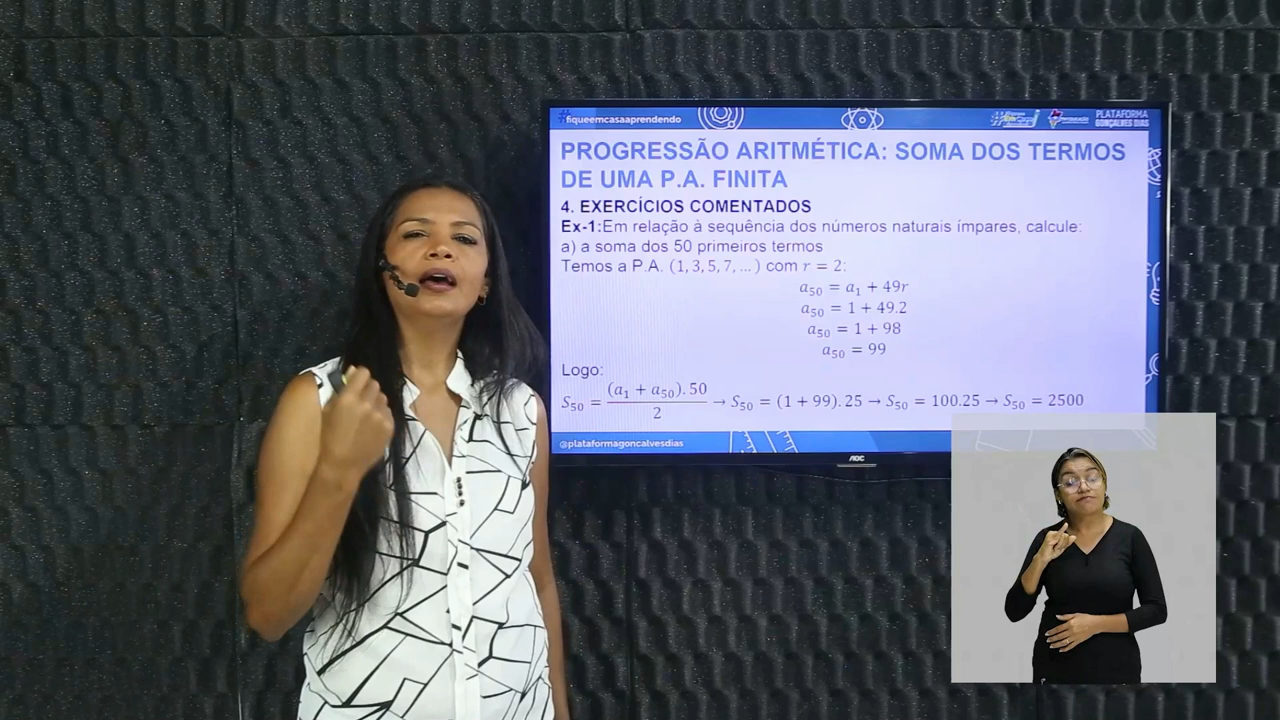 #fiqueemcasaaprendendo
PLATAFORMA
GONÇALVES DIAS
PROGRESSÃO ARITMÉTICA: SOMA DOS TERMOS
DE UMA P.A. FINITA
4. EXERCÍCIOS COMENTADOS
Ex-1:Em relação à sequência dos números naturais ímpares, calcule:
a) a soma dos 50 primeiros termos
Temos a P.A. (1, 3, 5, 7, ... ) com r = 2:
a₅₀ = a₁ + 49r
a₅₀ = 1 + 49.2
a₅₀ = 1 + 98
a₅₀ = 99
Logo:
S₅₀ = (a₁ + a₅₀). 50 / 2 → S₅₀ = (1 + 99). 25 → S₅₀ = 100.25 → S₅₀ = 2500
@plataformagoncalvesdias
AOC